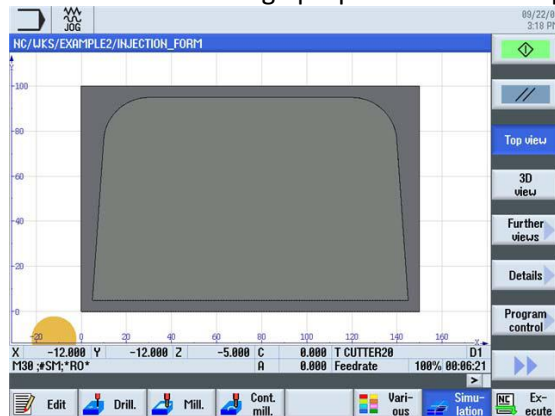 JOG
09/22/0
3:18 PM
NC/WKS/EXAMPLE2/INJECTION_FORM
Y
100
80
60
40
20
0
-20 0 20 40 60 80 100 120 140 160 X
X -12.000 Y -12.000 Z -5.000 C 0.000 T CUTTER20 D1
M30 ;#SM;*RO* A 0.000 Feedrate 100% 00:06:21
Top view
3D
view
Further
views
Details
Program
control
Edit
Drill.
Mill.
Cont.
mill.
Vari-
ous
Simu-
lation
NC Ex-
ecute